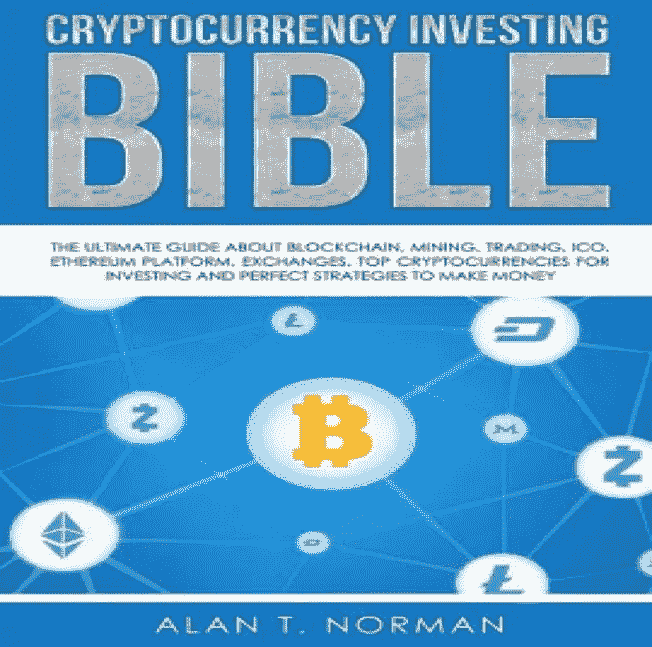 CRYPTOCURRENCY INVESTING
BIBLE
THE ULTIMATE GUIDE ABOUT BLOCKCHAIN, MINING, TRADING, ICO,
ETHEREUM PLATFORM, EXCHANGES, TOP CRYPTOCURRENCIES FOR
INVESTING AND PERFECT STRATEGIES TO MAKE MONEY
ALAN T. NORMAN